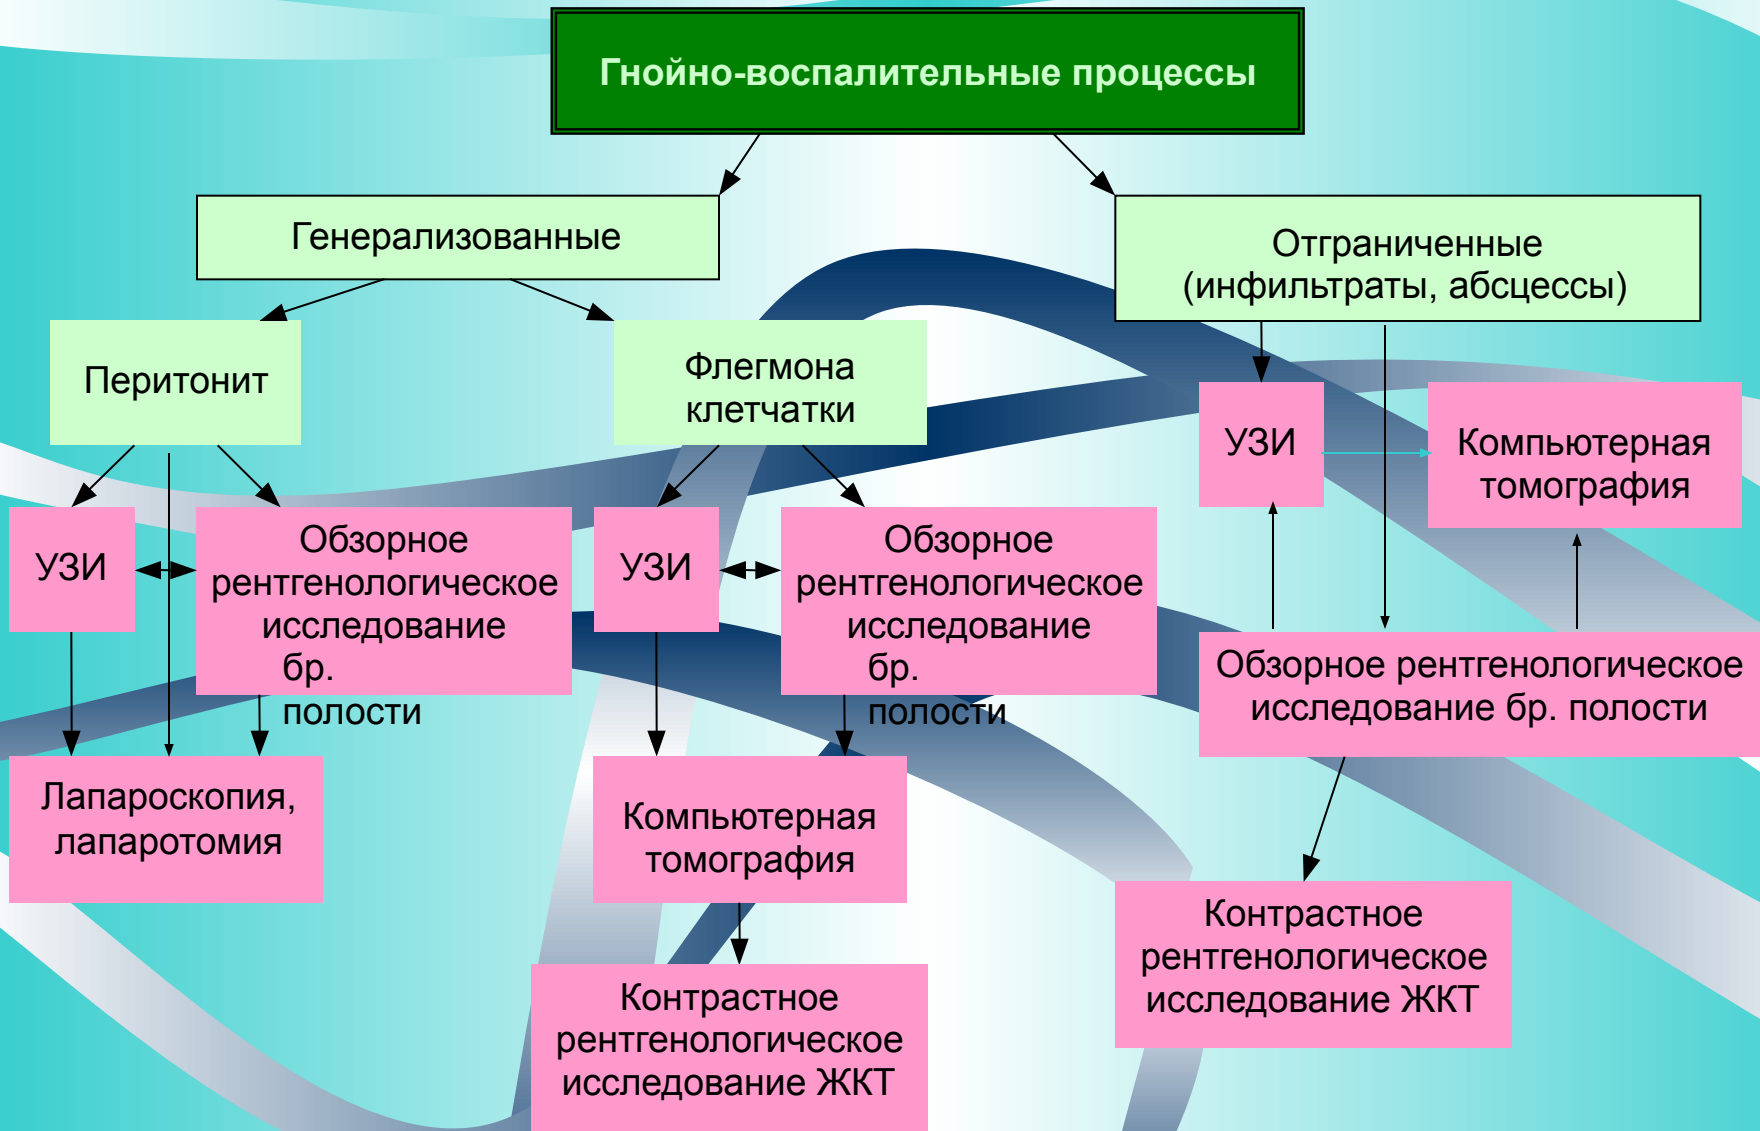 Гнойно-воспалительные процессы
Генерализованные
Отграниченные
(инфильтраты, абсцессы)
Перитонит
Флегмона
клетчатки
УЗИ
Компьютерная
томография
УЗИ
Обзорное
рентгенологическое
исследование
бр.
полости
УЗИ
Обзорное
рентгенологическое
исследование
бр.
полости
Обзорное рентгенологическое
исследование бр. полости
Лапароскопия,
лапаротомия
Компьютерная
томография
Контрастное
рентгенологическое
исследование ЖКТ
Контрастное
рентгенологическое
исследование ЖКТ